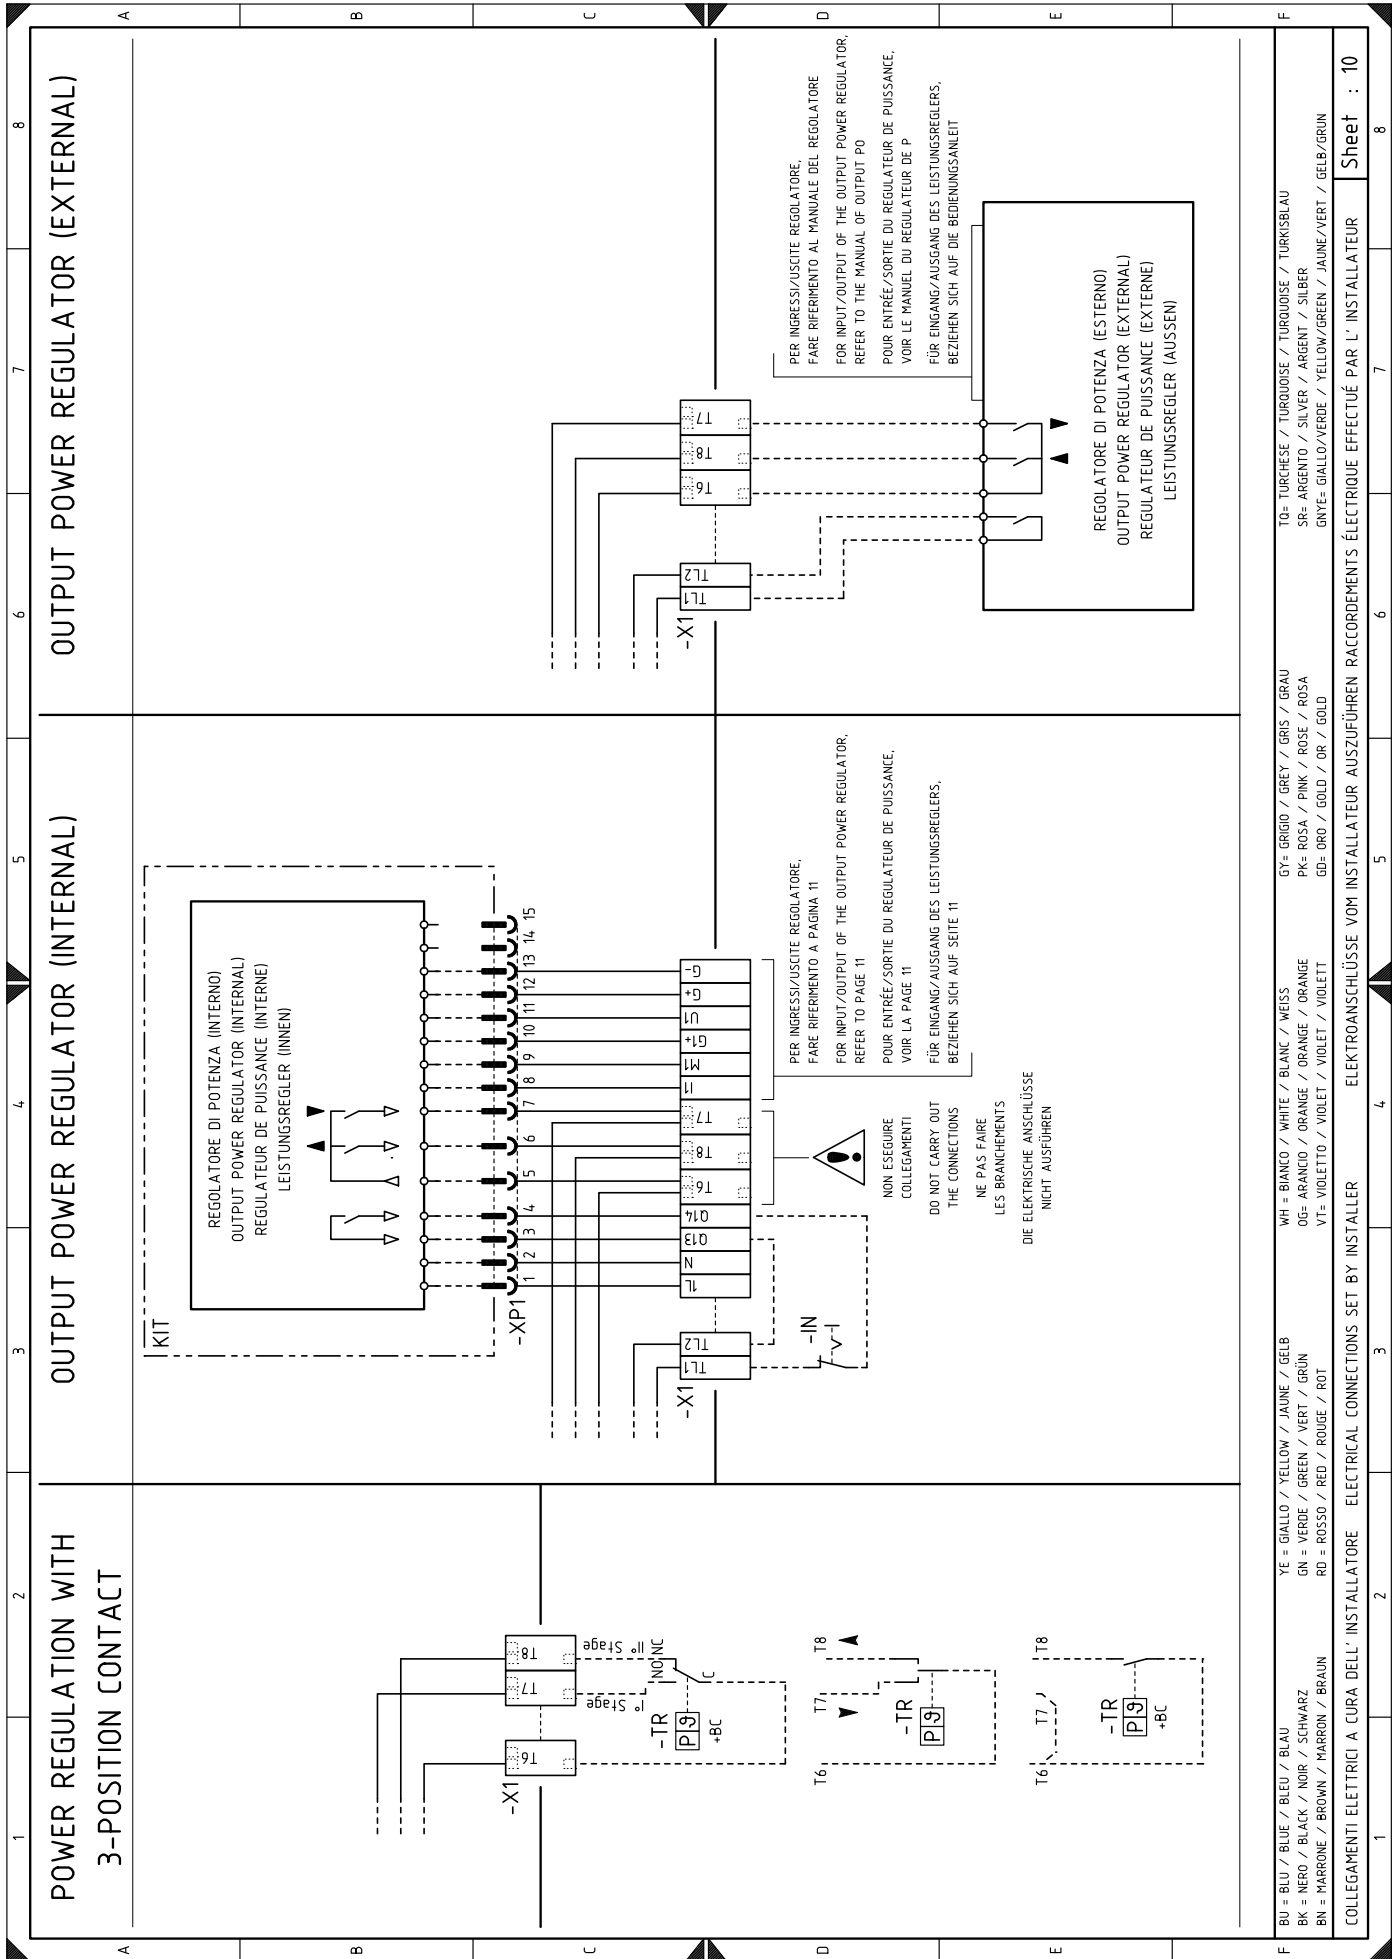 1
2
3
4
5
6
7
8
A
B
C
D
E
F
POWER REGULATION WITH
3-POSITION CONTACT
-X1
T6
T7
T8
I° Stage
II° Stage
NO
NC
C
-TR
P
ϑ
+BC
T6
T7
T8
-TR
P
ϑ
T6
T7
T8
-TR
P
ϑ
+BC
OUTPUT POWER REGULATOR (INTERNAL)
KIT
REGOLATORE DI POTENZA (INTERNO)
OUTPUT POWER REGULATOR (INTERNAL)
REGULATEUR DE PUISSANCE (INTERNE)
LEISTUNGSREGLER (INNEN)
-XP1
1
2
3
4
5
6
7
8
9
10
11
12
13
14
15
-X1
TL1
TL2
1L
N
Q13
Q14
T6
T8
T7
I1
M1
G1+
U1
G+
G-
-IN
NON ESEGUIRE
COLLEGAMENTI
DO NOT CARRY OUT
THE CONNECTIONS
NE PAS FAIRE
LES BRANCHEMENTS
DIE ELEKTRISCHE ANSCHLÜSSE
NICHT AUSFÜHREN
PER INGRESSI/USCITE REGOLATORE,
FARE RIFERIMENTO A PAGINA 11
FOR INPUT/OUTPUT OF THE OUTPUT POWER REGULATOR,
REFER TO PAGE 11
POUR ENTRÉE/SORTIE DU REGULATEUR DE PUISSANCE,
VOIR LA PAGE 11
FÜR EINGANG/AUSGANG DES LEISTUNGSREGLERS,
BEZIEHEN SICH AUF SEITE 11
OUTPUT POWER REGULATOR (EXTERNAL)
-X1
TL1
TL2
T6
T8
T7
PER INGRESSI/USCITE REGOLATORE,
FARE RIFERIMENTO AL MANUALE DEL REGOLATORE
FOR INPUT/OUTPUT OF THE OUTPUT POWER REGULATOR,
REFER TO THE MANUAL OF OUTPUT PO
POUR ENTRÉE/SORTIE DU REGULATEUR DE PUISSANCE,
VOIR LE MANUEL DU REGULATEUR DE P
FÜR EINGANG/AUSGANG DES LEISTUNGSREGLERS,
BEZIEHEN SICH AUF DIE BEDIENUNGSANLEIT
REGOLATORE DI POTENZA (ESTERNO)
OUTPUT POWER REGULATOR (EXTERNAL)
REGULATEUR DE PUISSANCE (EXTERNE)
LEISTUNGSREGLER (AUSSEN)
BU = BLU / BLUE / BLEU / BLAU
BK = NERO / BLACK / NOIR / SCHWARZ
BN = MARRONE / BROWN / MARRON / BRAUN
YE = GIALLO / YELLOW / JAUNE / GELB
GN = VERDE / GREEN / VERT / GRÜN
RD = ROSSO / RED / ROUGE / ROT
WH = BIANCO / WHITE / BLANC / WEISS
OG= ARANCIO / ORANGE / ORANGE / ORANGE
VT= VIOLETTO / VIOLET / VIOLET / VIOLETT
GY= GRIGIO / GREY / GRIS / GRAU
PK= ROSA / PINK / ROSE / ROSA
GD= ORO / GOLD / OR / GOLD
TQ= TURCHESE / TURQUOISE / TURQUOISE / TURKISBLAU
SR= ARGENTO / SILVER / ARGENT / SILBER
GNYE= GIALLO/VERDE / YELLOW/GREEN / JAUNE/VERT / GELB/GRUN
COLLEGAMENTI ELETTRICI A CURA DELL' INSTALLATORE ELECTRICAL CONNECTIONS SET BY INSTALLER ELEKTROANSCHLÜSSE VOM INSTALLATEUR AUSZUFÜHREN RACCORDEMENTS ÉLECTRIQUE EFFECTUÉ PAR L' INSTALLATEUR
Sheet : 10
1
2
3
4
5
6
7
8
A
B
C
D
E
F